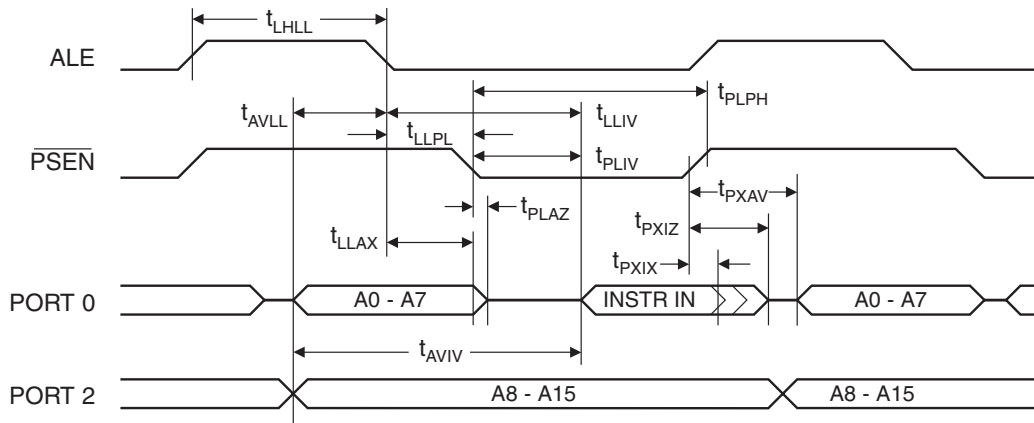 tLHLL
ALE
tPLPH
tAVLL
tLLIV
tLLPL
PSEN
tPLIV
tPXAV
tPLAZ
tPXIZ
tLLAX
tPXIX
PORT 0
A0 - A7
INSTR IN
A0 - A7
tAVIV
PORT 2
A8 - A15
A8 - A15